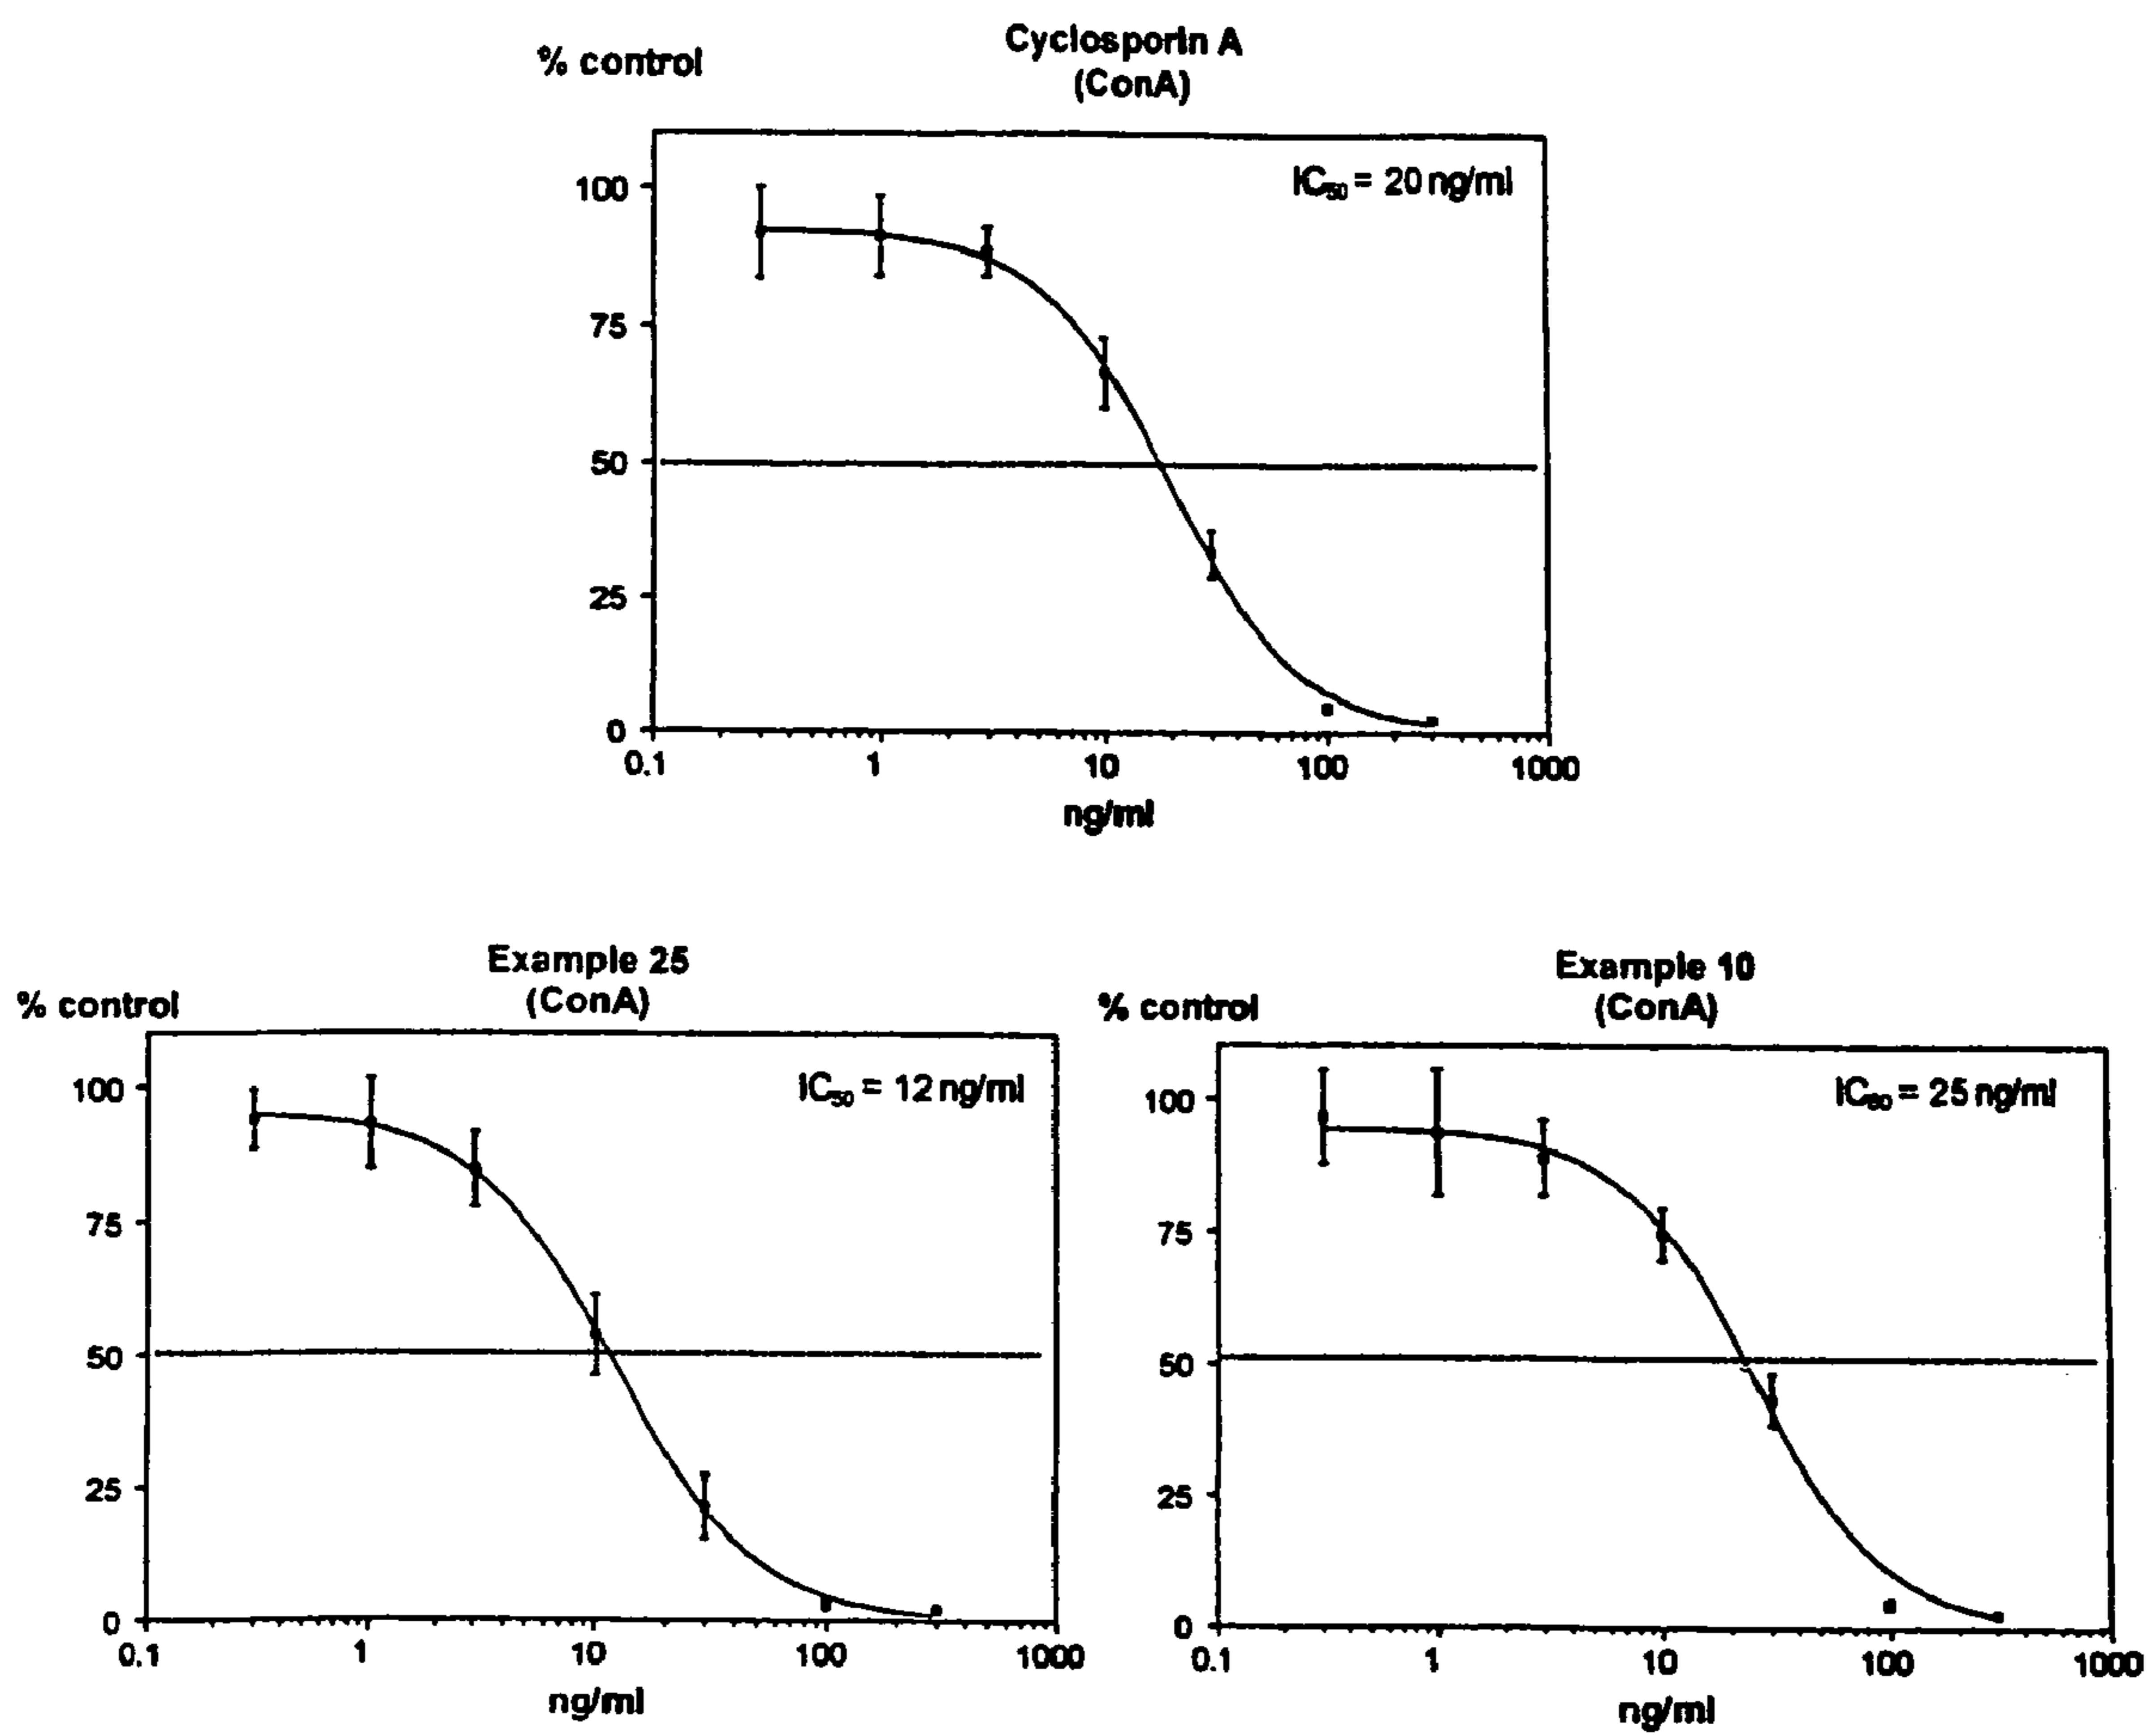 Cyclosporin A
(ConA)
% control
IC50 = 20 ng/ml
100
75
50
25
0
0.1 1 10 100 1000
ng/ml
Example 25
(ConA)
% control
IC50 = 12 ng/ml
100
75
50
25
0
0.1 1 10 100 1000
ng/ml
Example 10
(ConA)
% control
IC50 = 25 ng/ml
100
75
50
25
0
0.1 1 10 100 1000
ng/ml